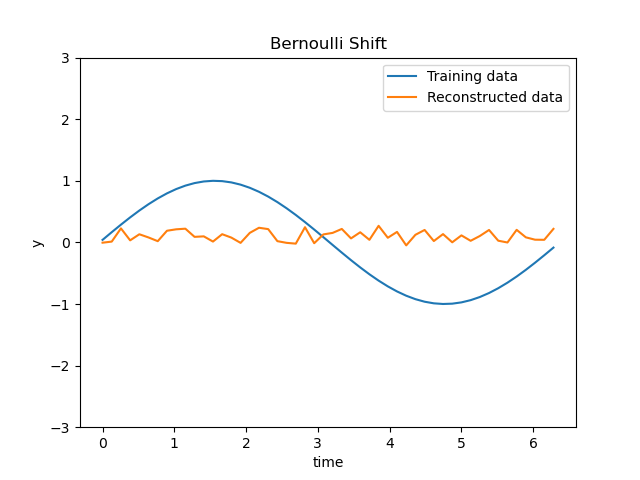 Bernoulli Shift
Training data
Reconstructed data
3
2
1
0
−1
−2
−3
y
0 1 2 3 4 5 6
time